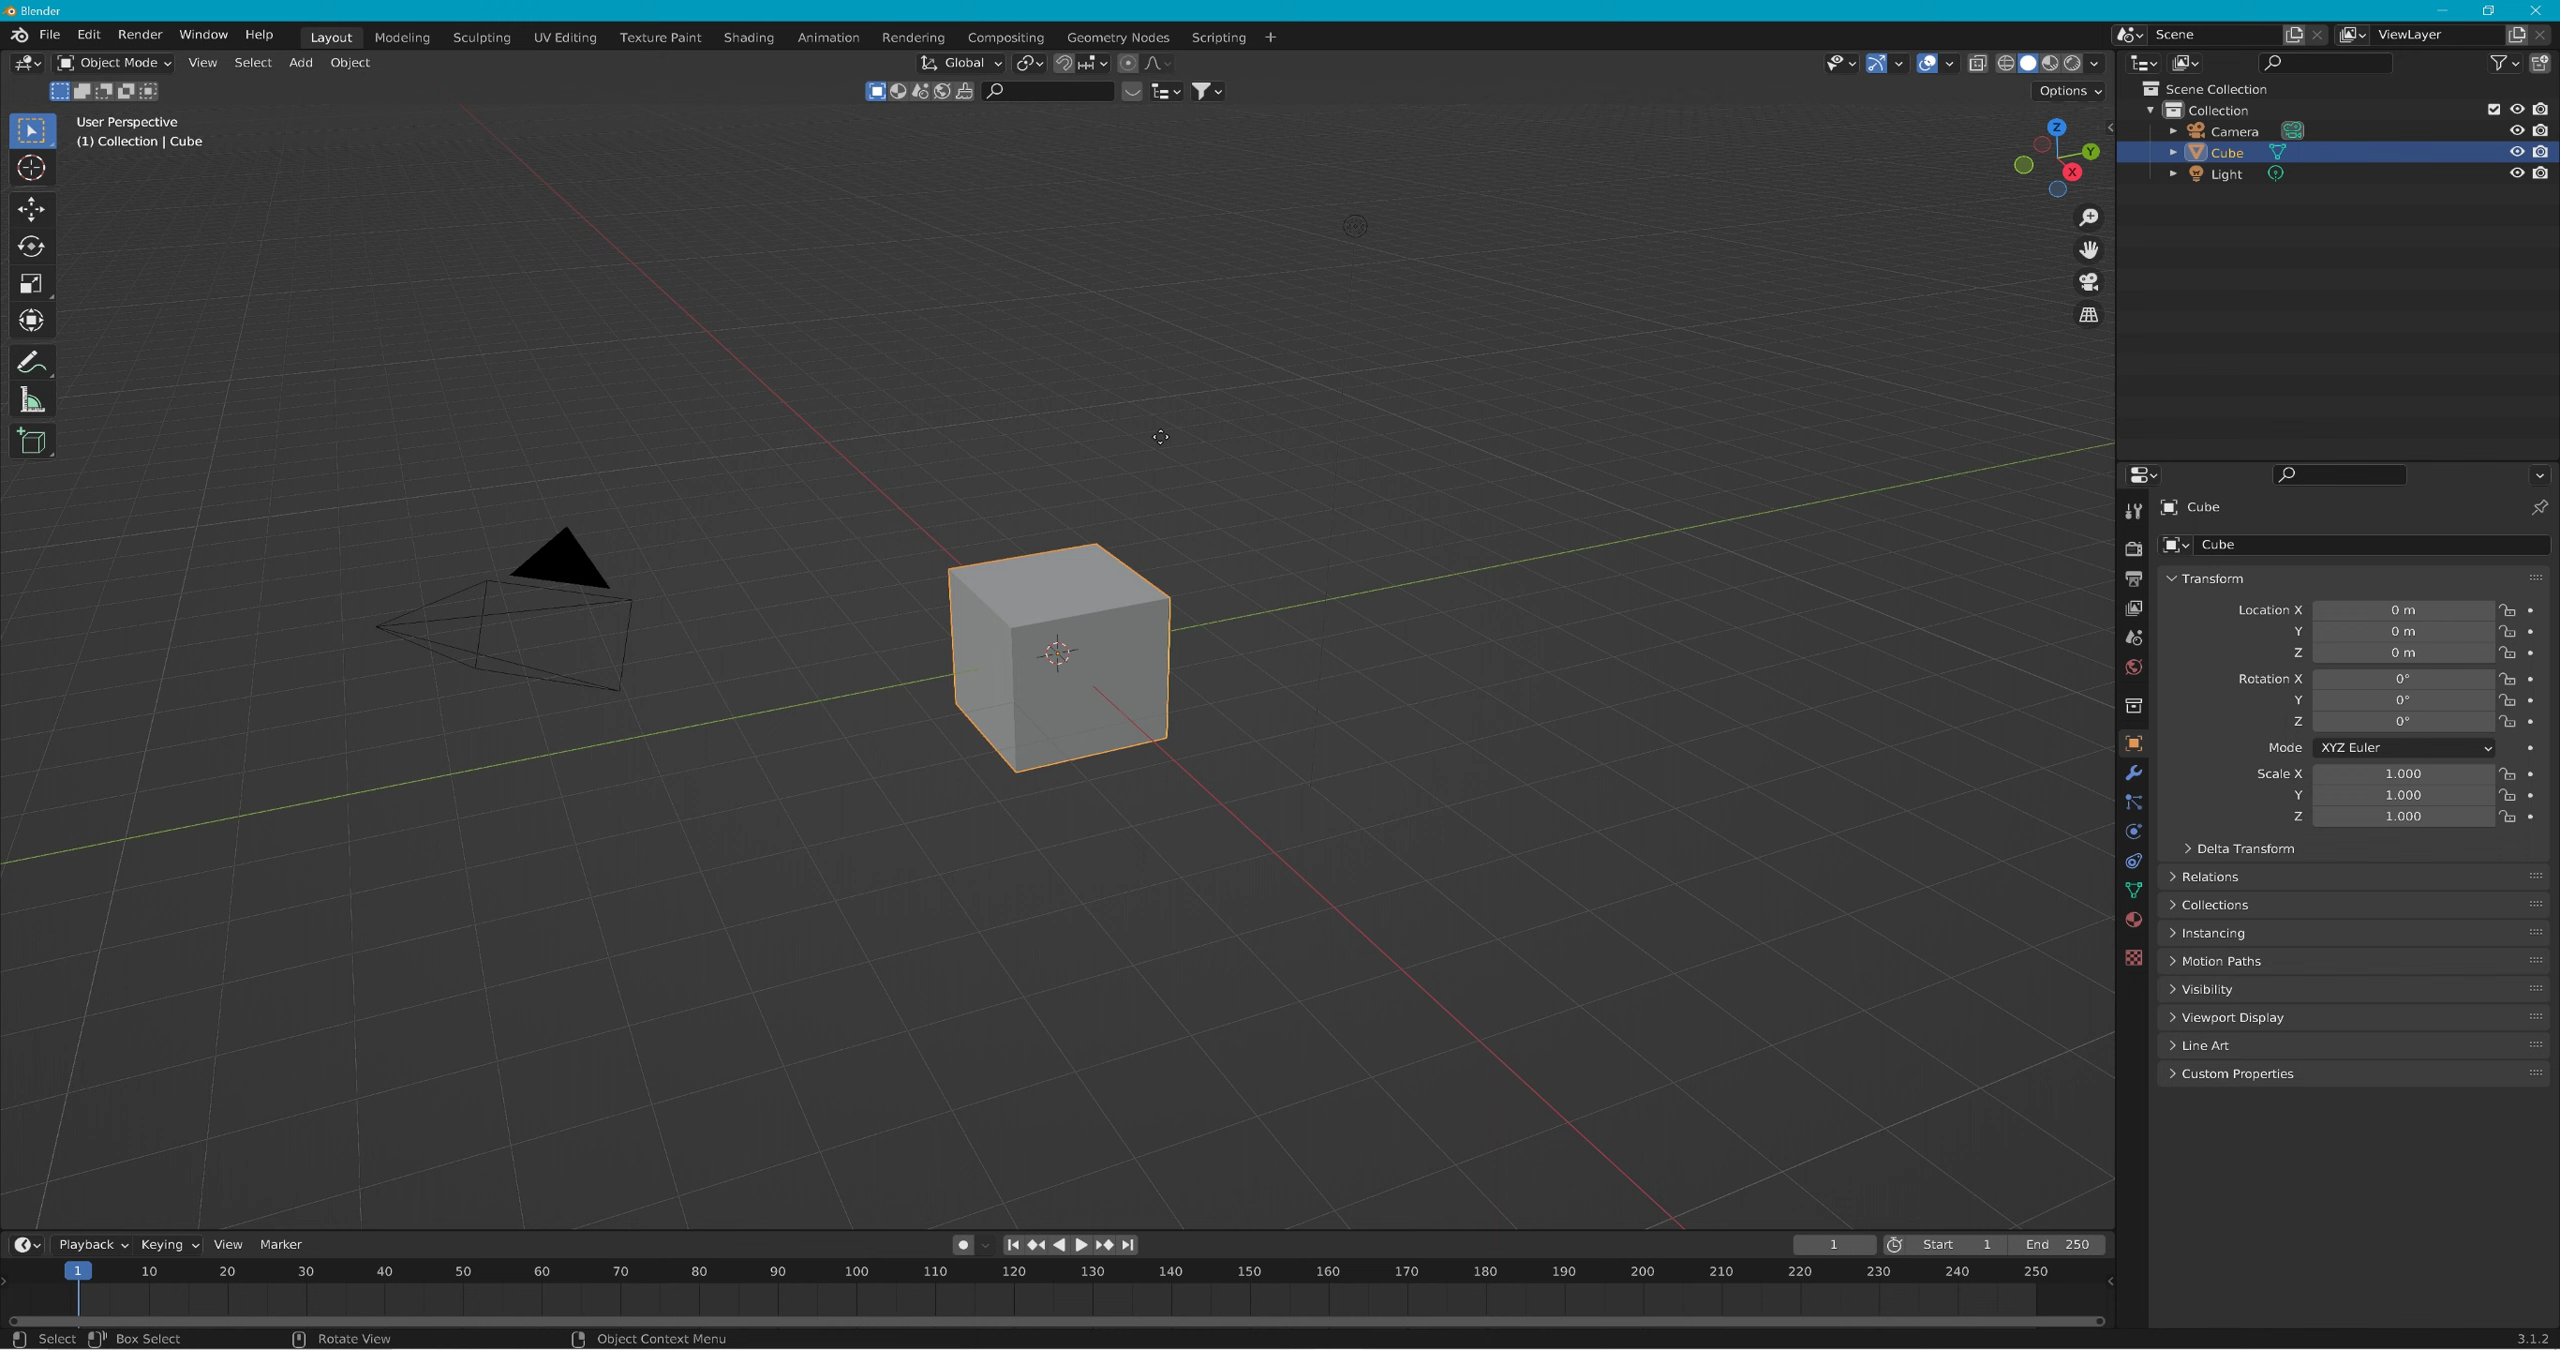 Blender
File Edit Render Window Help Layout Modeling Sculpting UV Editing Texture Paint Shading Animation Rendering Compositing Geometry Nodes Scripting + Scene ViewLayer
Object Mode View Select Add Object Global
Options
User Perspective
(1) Collection | Cube
Z
Y
X
Scene Collection
Collection
Camera
Cube
Light
Cube
Cube
Transform
Location X 0 m
Y 0 m
Z 0 m
Rotation X 0°
Y 0°
Z 0°
Mode XYZ Euler
Scale X 1.000
Y 1.000
Z 1.000
Delta Transform
Relations
Collections
Instancing
Motion Paths
Visibility
Viewport Display
Line Art
Custom Properties
Playback Keying View Marker 1 Start 1 End 250
1 10 20 30 40 50 60 70 80 90 100 110 120 130 140 150 160 170 180 190 200 210 220 230 240 250
Select Box Select Rotate View Object Context Menu 3.1.2